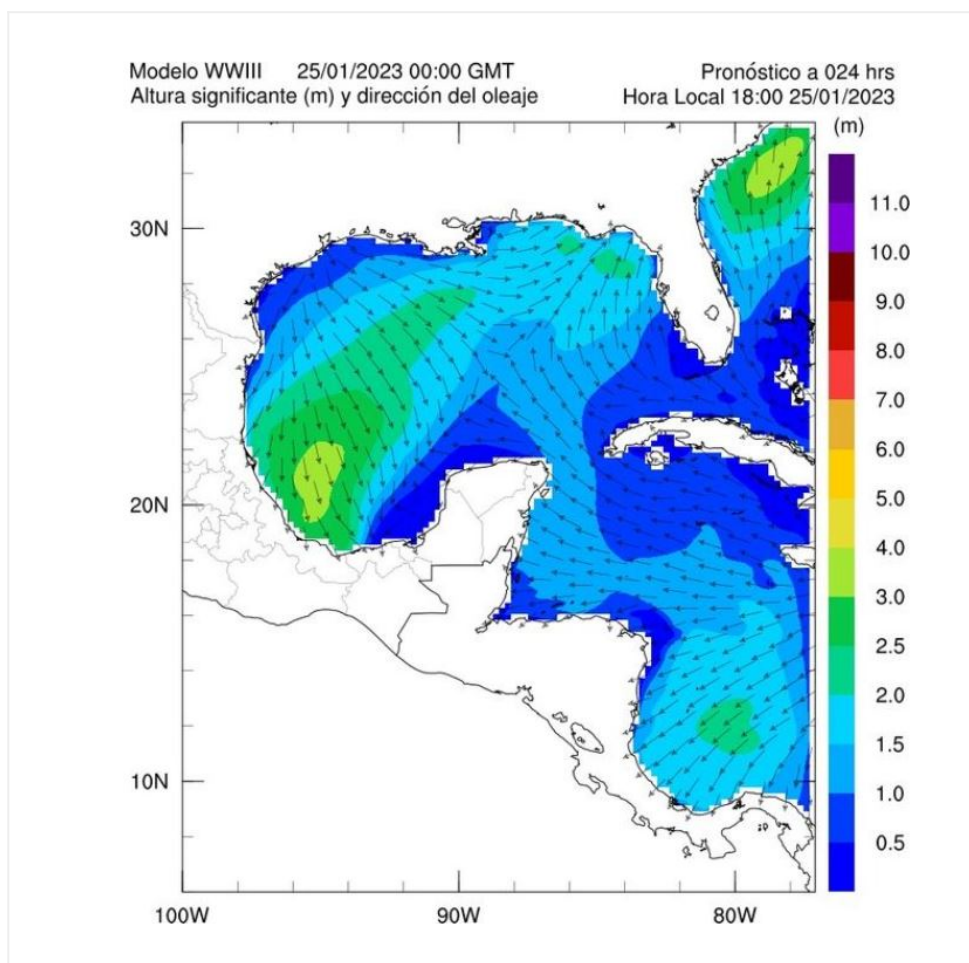 Modelo WWIII 25/01/2023 00:00 GMT
Pronóstico a 024 hrs
Altura significante (m) y dirección del oleaje
Hora Local 18:00 25/01/2023
(m)
11.0
10.0
9.0
8.0
7.0
6.0
5.0
4.0
3.0
2.5
2.0
1.5
1.0
0.5
30N
20N
10N
100W
90W
80W